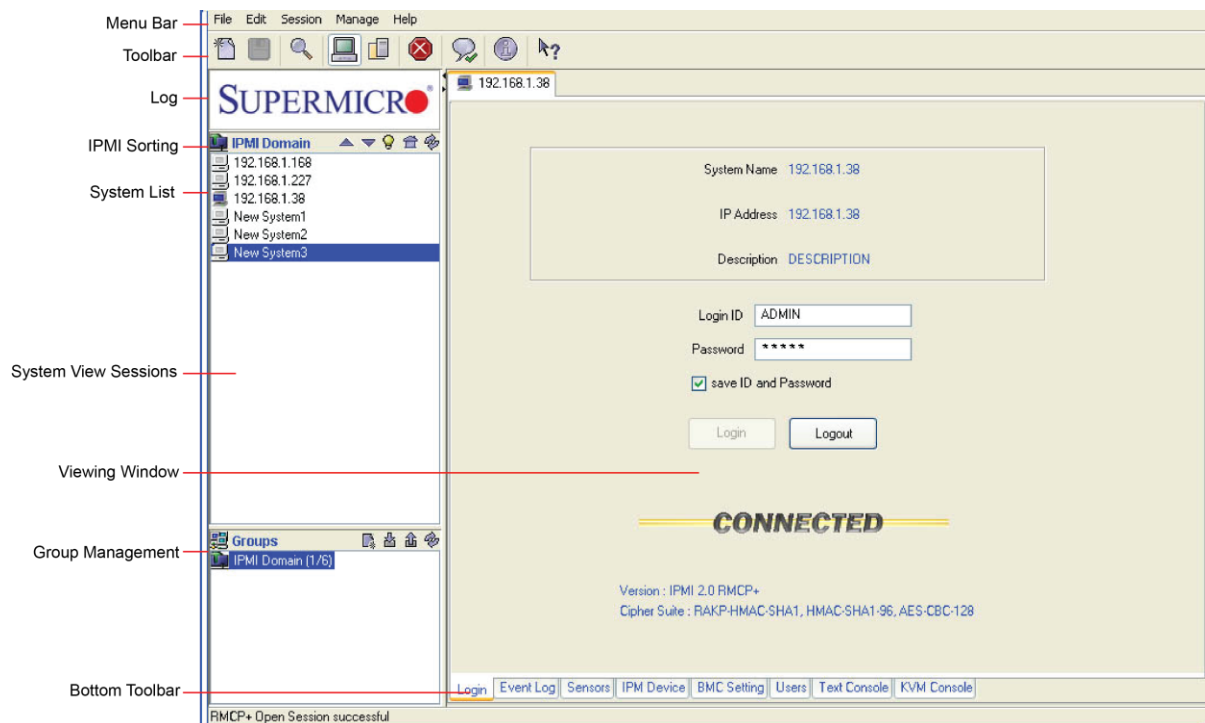 Menu Bar
Toolbar
Log
IPMI Sorting
System List
System View Sessions
Viewing Window
Group Management
Bottom Toolbar
File Edit Session Manage Help
SUPERMICRO®
IPMI Domain
192.168.1.168
192.168.1.227
192.168.1.38
New System1
New System2
New System3
Groups
IPMI Domain (1/6)
192.168.1.38
System Name 192.168.1.38
IP Address 192.168.1.38
Description DESCRIPTION
Login ID ADMIN
Password *****
save ID and Password
Login Logout
CONNECTED
Version : IPMI 2.0 RMCP+
Cipher Suite : RAKP-HMAC-SHA1, HMAC-SHA1-96, AES-CBC-128
Login Event Log Sensors IPM Device BMC Setting Users Text Console KVM Console
RMCP+ Open Session successful